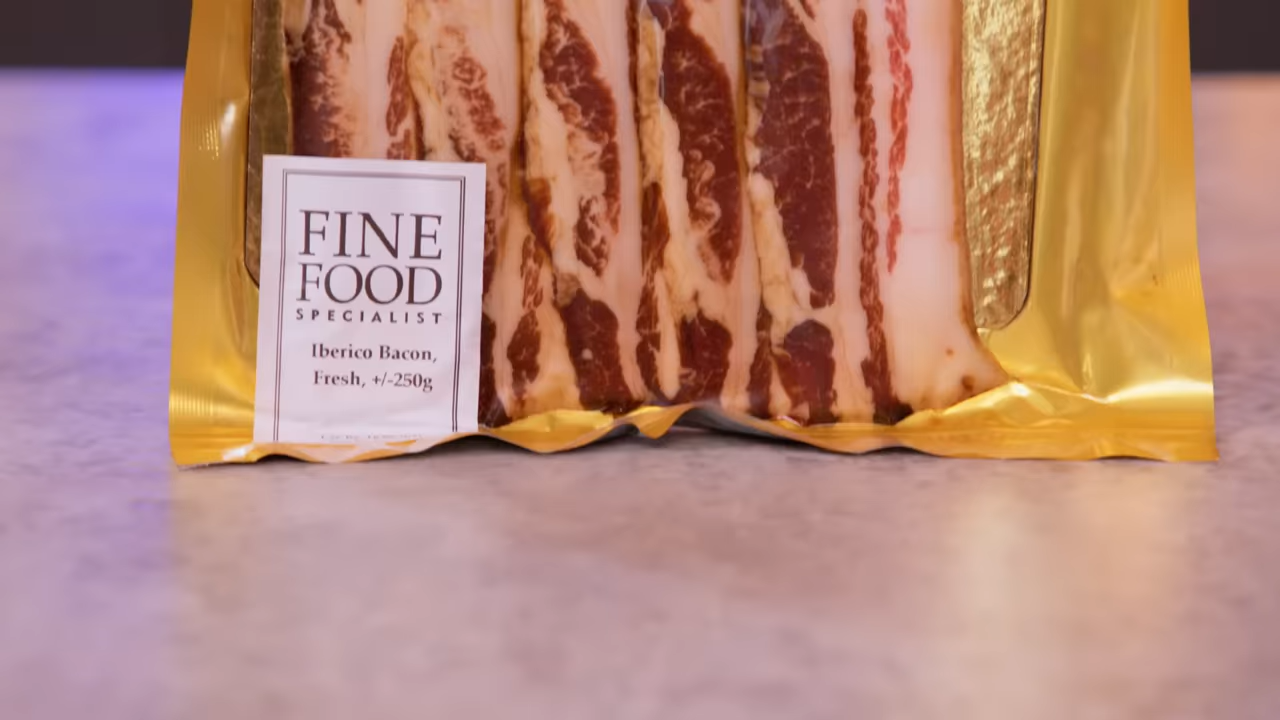 FINE
FOOD
SPECIALIST
Iberico Bacon,
Fresh, +/-250g